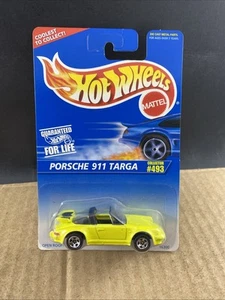 COOLEST
TO COLLECT!
HOT WHEELS
MATTEL
GUARANTEED
FOR LIFE
PORSCHE 911 TARGA
COLLECTOR
#493